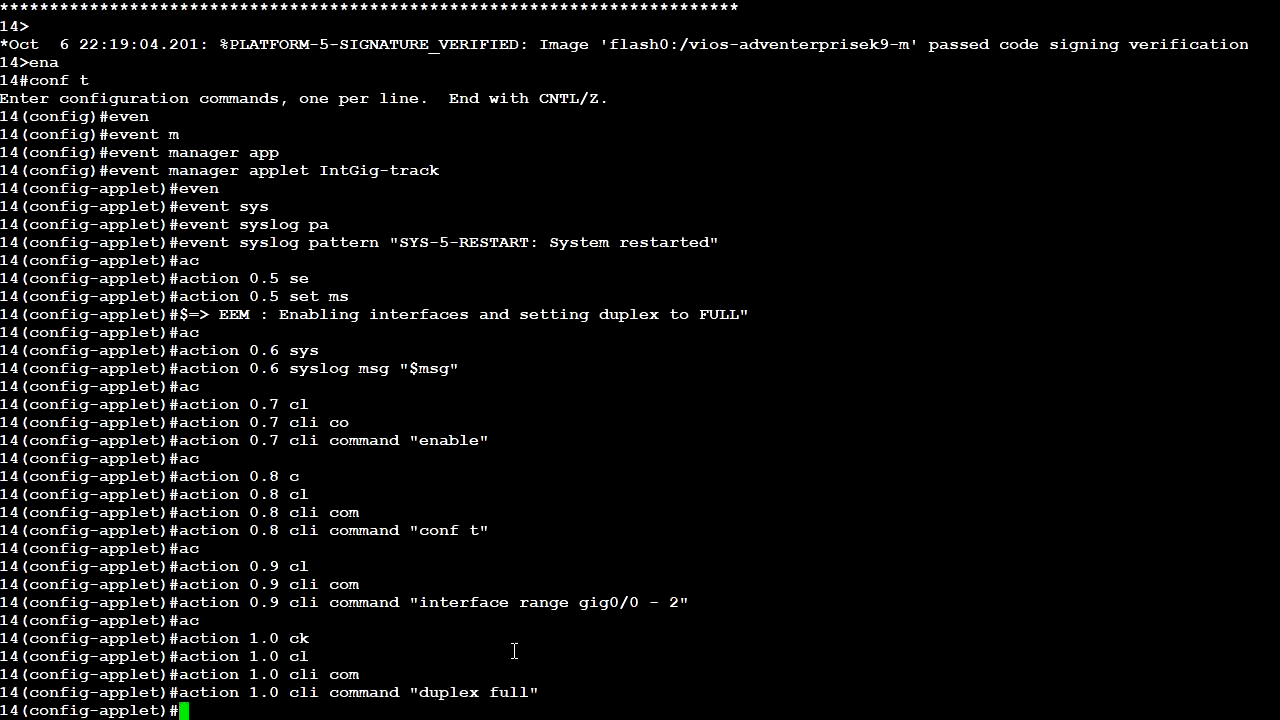 **************************************************************************
14>
*Oct  6 22:19:04.201: %PLATFORM-5-SIGNATURE_VERIFIED: Image 'flash0:/vios-adventerprisek9-m' passed code signing verification
14>ena
14#conf t
Enter configuration commands, one per line.  End with CNTL/Z.
14(config)#even
14(config)#event m
14(config)#event manager app
14(config)#event manager applet IntGig-track
14(config-applet)#even
14(config-applet)#event sys
14(config-applet)#event syslog pa
14(config-applet)#event syslog pattern "SYS-5-RESTART: System restarted"
14(config-applet)#ac
14(config-applet)#action 0.5 se
14(config-applet)#action 0.5 set ms
14(config-applet)#$=> EEM : Enabling interfaces and setting duplex to FULL"
14(config-applet)#ac
14(config-applet)#action 0.6 sys
14(config-applet)#action 0.6 syslog msg "$msg"
14(config-applet)#ac
14(config-applet)#action 0.7 cl
14(config-applet)#action 0.7 cli co
14(config-applet)#action 0.7 cli command "enable"
14(config-applet)#ac
14(config-applet)#action 0.8 c
14(config-applet)#action 0.8 cl
14(config-applet)#action 0.8 cli com
14(config-applet)#action 0.8 cli command "conf t"
14(config-applet)#ac
14(config-applet)#action 0.9 cl
14(config-applet)#action 0.9 cli com
14(config-applet)#action 0.9 cli command "interface range gig0/0 - 2"
14(config-applet)#ac
14(config-applet)#action 1.0 ck
14(config-applet)#action 1.0 cl
14(config-applet)#action 1.0 cli com
14(config-applet)#action 1.0 cli command "duplex full"
14(config-applet)#